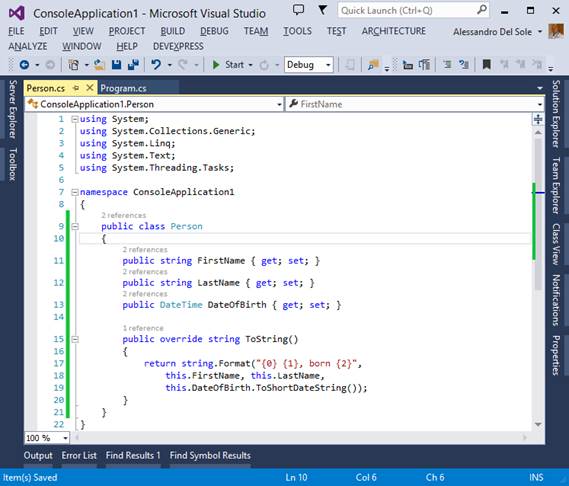 ConsoleApplication1 - Microsoft Visual Studio
Quick Launch (Ctrl+Q)
FILE EDIT VIEW PROJECT BUILD DEBUG TEAM TOOLS TEST ARCHITECTURE Alessandro Del Sole
ANALYZE WINDOW HELP DEVEXPRESS
Start Debug
Server Explorer
Toolbox
Person.cs Program.cs
ConsoleApplication1.Person FirstName
1 using System;
2 using System.Collections.Generic;
3 using System.Linq;
4 using System.Text;
5 using System.Threading.Tasks;
6
7 namespace ConsoleApplication1
8 {
2 references
9 public class Person
10 {
2 references
11 public string FirstName { get; set; }
2 references
12 public string LastName { get; set; }
2 references
13 public DateTime DateOfBirth { get; set; }
14
1 reference
15 public override string ToString()
16 {
17 return string.Format("{0} {1}, born {2}",
18 this.FirstName, this.LastName,
19 this.DateOfBirth.ToShortDateString());
20 }
21 }
22 }
100 %
Solution Explorer
Team Explorer
Class View
Notifications
Properties
Output Error List Find Results 1 Find Symbol Results
Item(s) Saved Ln 10 Col 6 Ch 6 INS